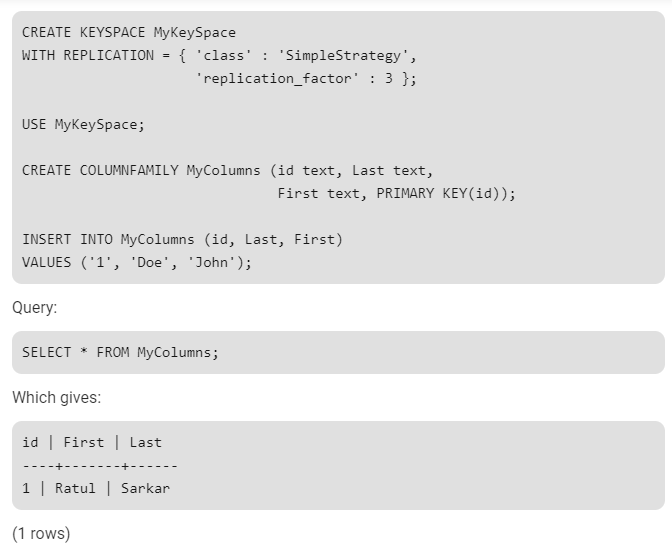 CREATE KEYSPACE MyKeySpace
WITH REPLICATION = { 'class' : 'SimpleStrategy',
'replication_factor' : 3 };
USE MyKeySpace;
CREATE COLUMNFAMILY MyColumns (id text, Last text,
First text, PRIMARY KEY(id));
INSERT INTO MyColumns (id, Last, First)
VALUES ('1', 'Doe', 'John');
Query:
SELECT * FROM MyColumns;
Which gives:
id | First | Last
----+-------+------
1 | Ratul | Sarkar
(1 rows)